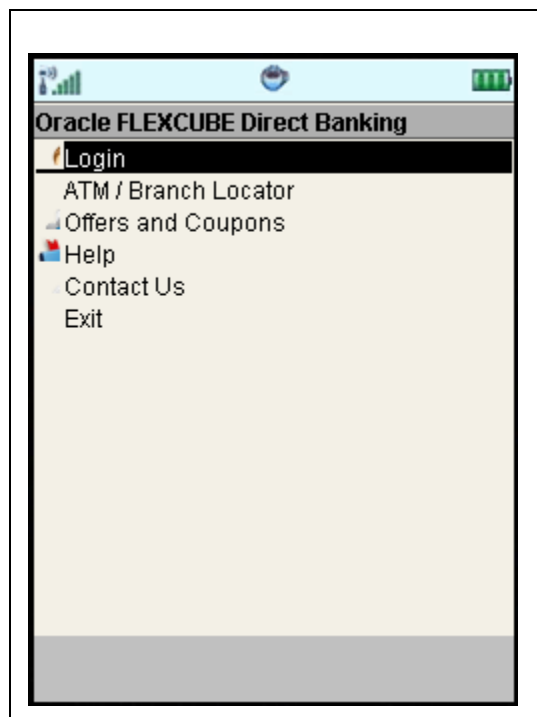 Oracle FLEXCUBE Direct Banking
Login
ATM / Branch Locator
Offers and Coupons
Help
Contact Us
Exit